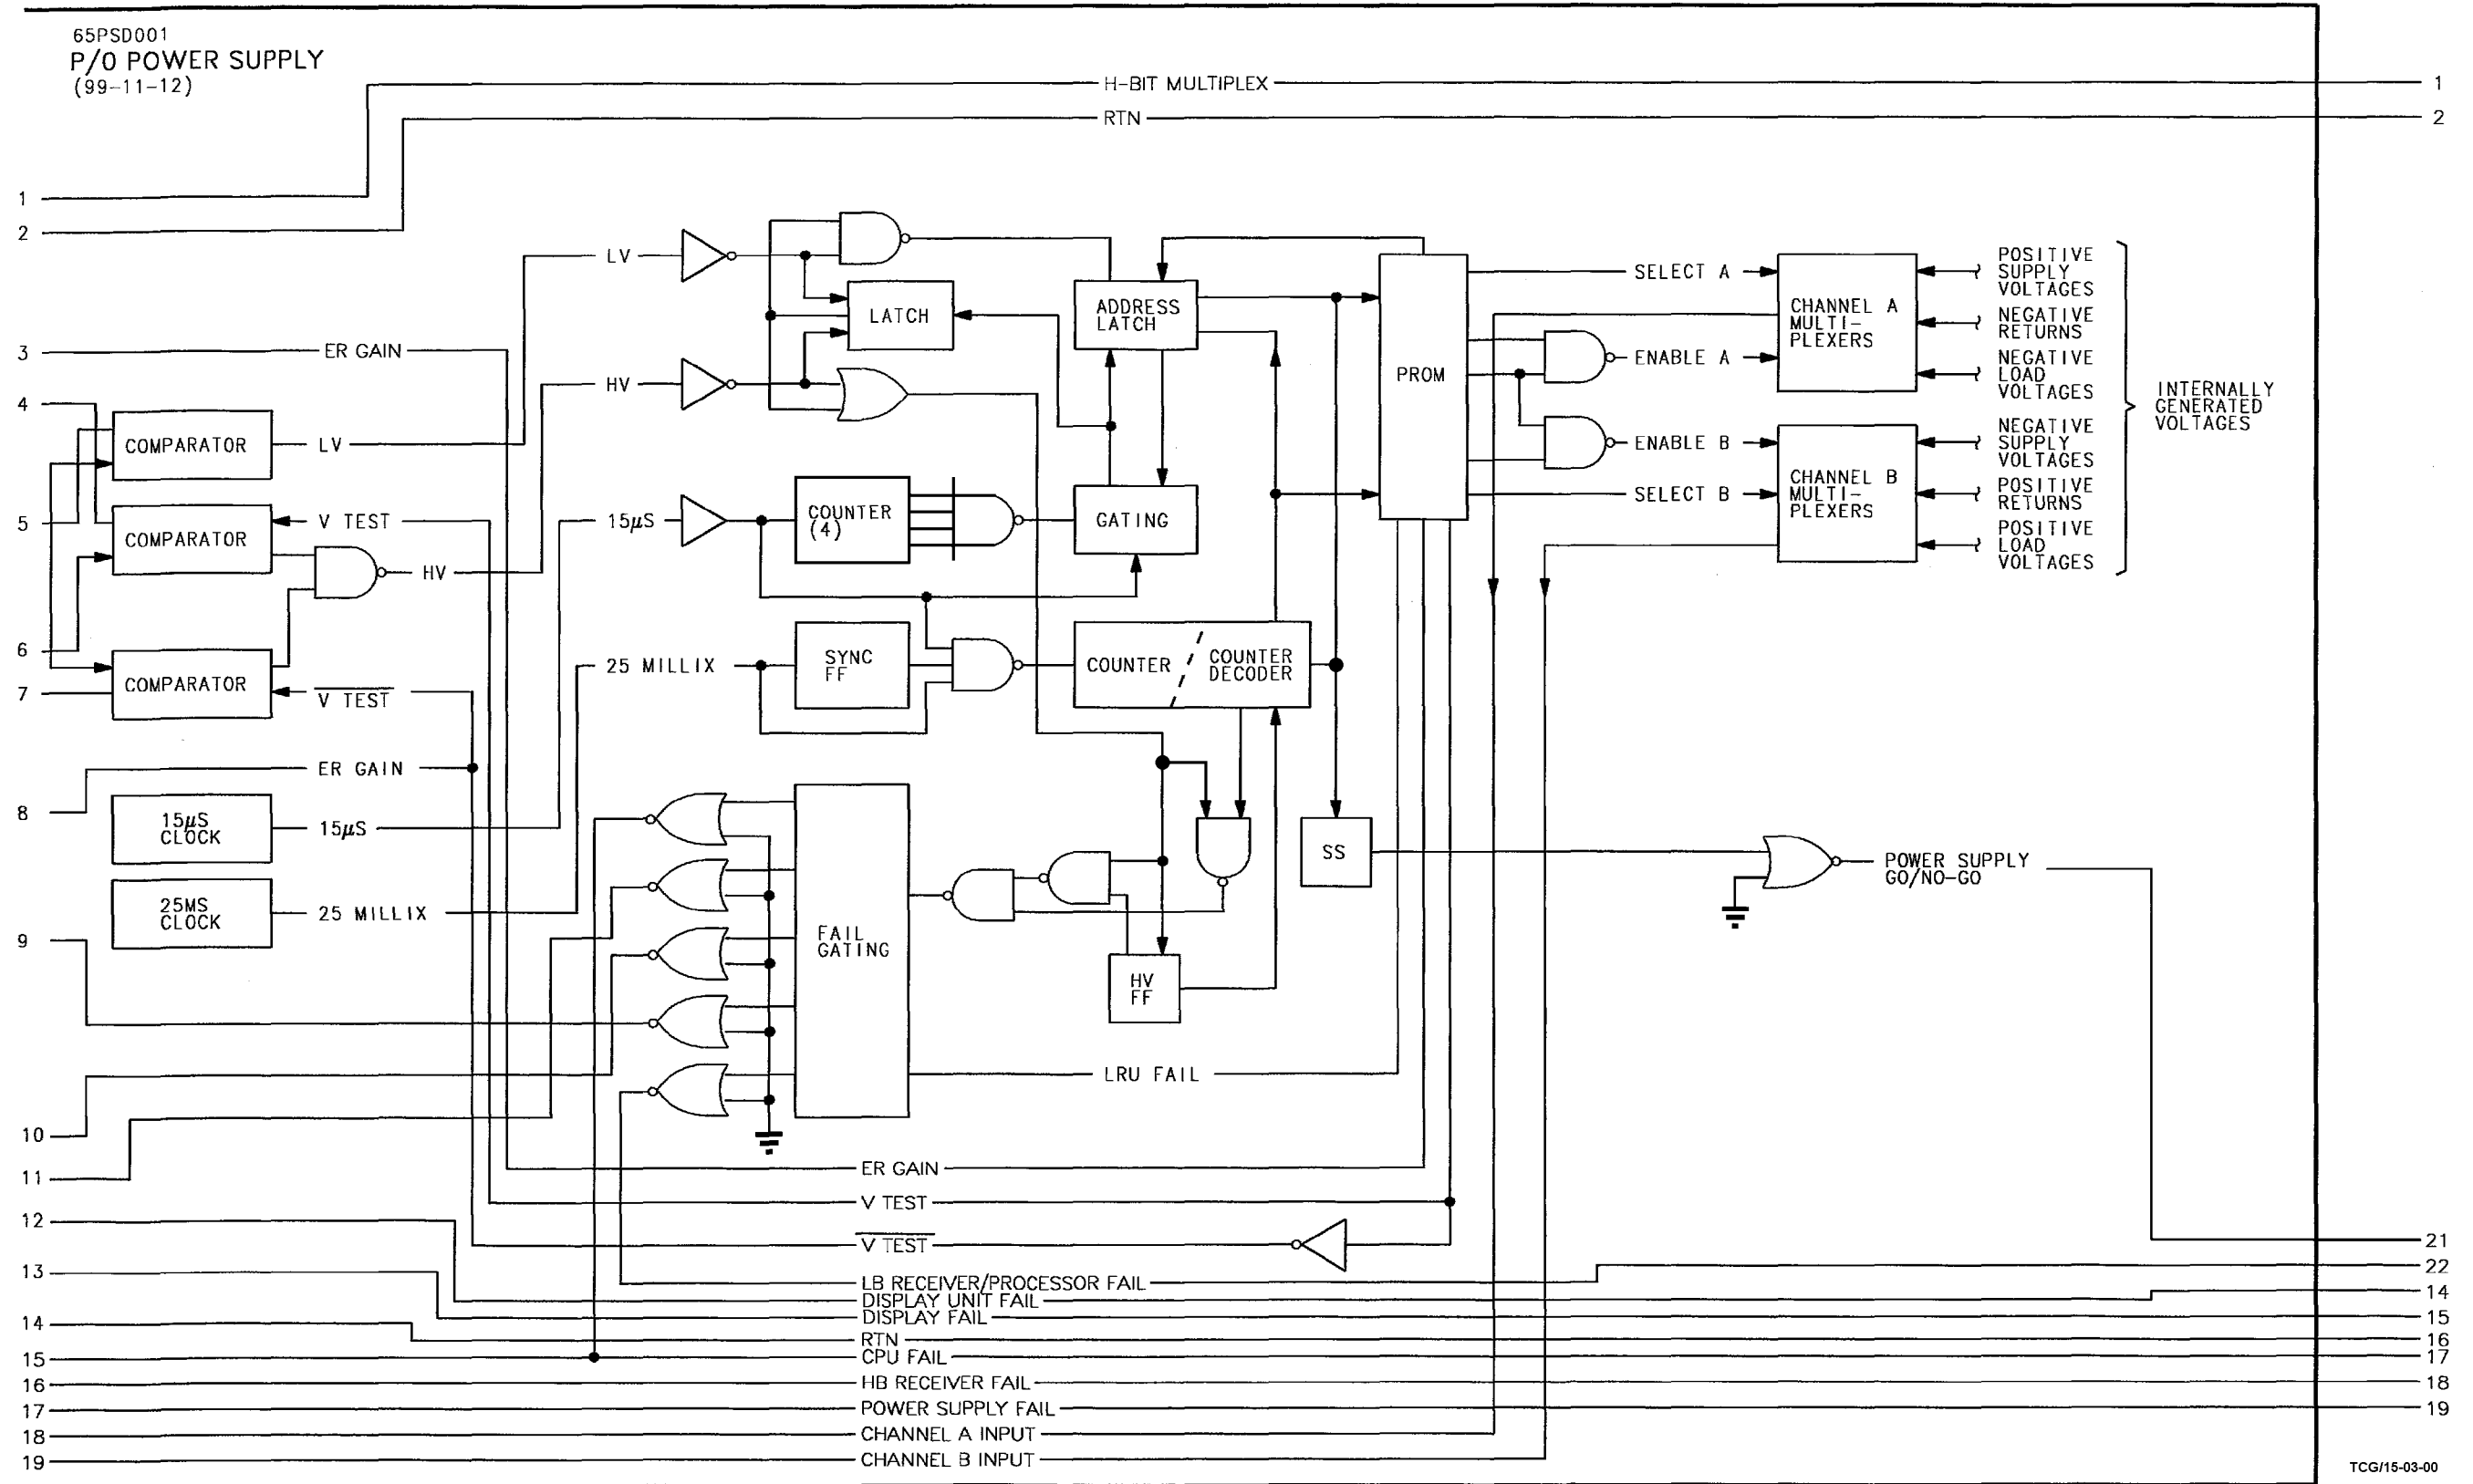 65PSD001
P/O POWER SUPPLY
(99-11-12)
H-BIT MULTIPLEX
1
RTN
2
1
2
3
ER GAIN
4
COMPARATOR
LV
5
COMPARATOR
V TEST
HV
6
7
COMPARATOR
V TEST
8
ER GAIN
15µS
CLOCK
15µS
25MS
CLOCK
25 MILLIX
9
10
11
LV
LATCH
HV
15µS
COUNTER
(4)
25 MILLIX
SYNC
FF
ADDRESS
LATCH
GATING
COUNTER
COUNTER
DECODER
FAIL
GATING
HV
FF
SS
LRU FAIL
PROM
SELECT A
ENABLE A
ENABLE B
SELECT B
CHANNEL A
MULTI-
PLEXERS
CHANNEL B
MULTI-
PLEXERS
POSITIVE
SUPPLY
VOLTAGES
NEGATIVE
RETURNS
NEGATIVE
LOAD
VOLTAGES
NEGATIVE
SUPPLY
VOLTAGES
POSITIVE
RETURNS
POSITIVE
LOAD
VOLTAGES
INTERNALLY
GENERATED
VOLTAGES
POWER SUPPLY
GO/NO-GO
ER GAIN
V TEST
V TEST
12
13
14
15
16
17
18
19
LB RECEIVER/PROCESSOR FAIL
DISPLAY UNIT FAIL
DISPLAY FAIL
RTN
CPU FAIL
HB RECEIVER FAIL
POWER SUPPLY FAIL
CHANNEL A INPUT
CHANNEL B INPUT
21
22
14
15
16
17
18
19
TCG/15-03-00